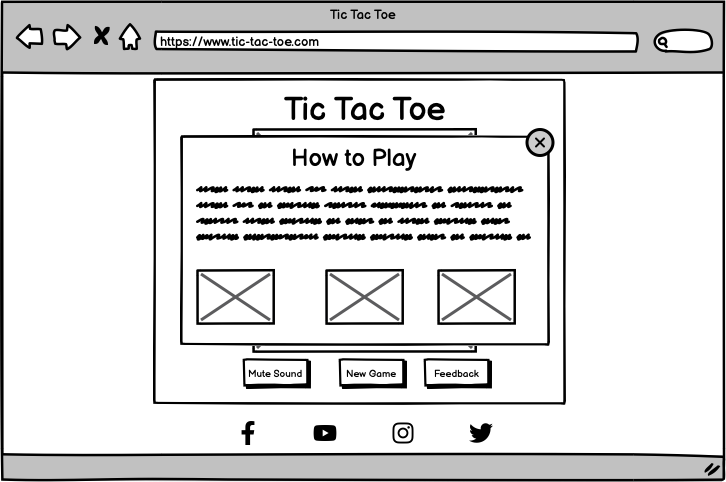 Tic Tac Toe
https://www.tic-tac-toe.com
Tic Tac Toe
How to Play
Mute Sound
New Game
Feedback